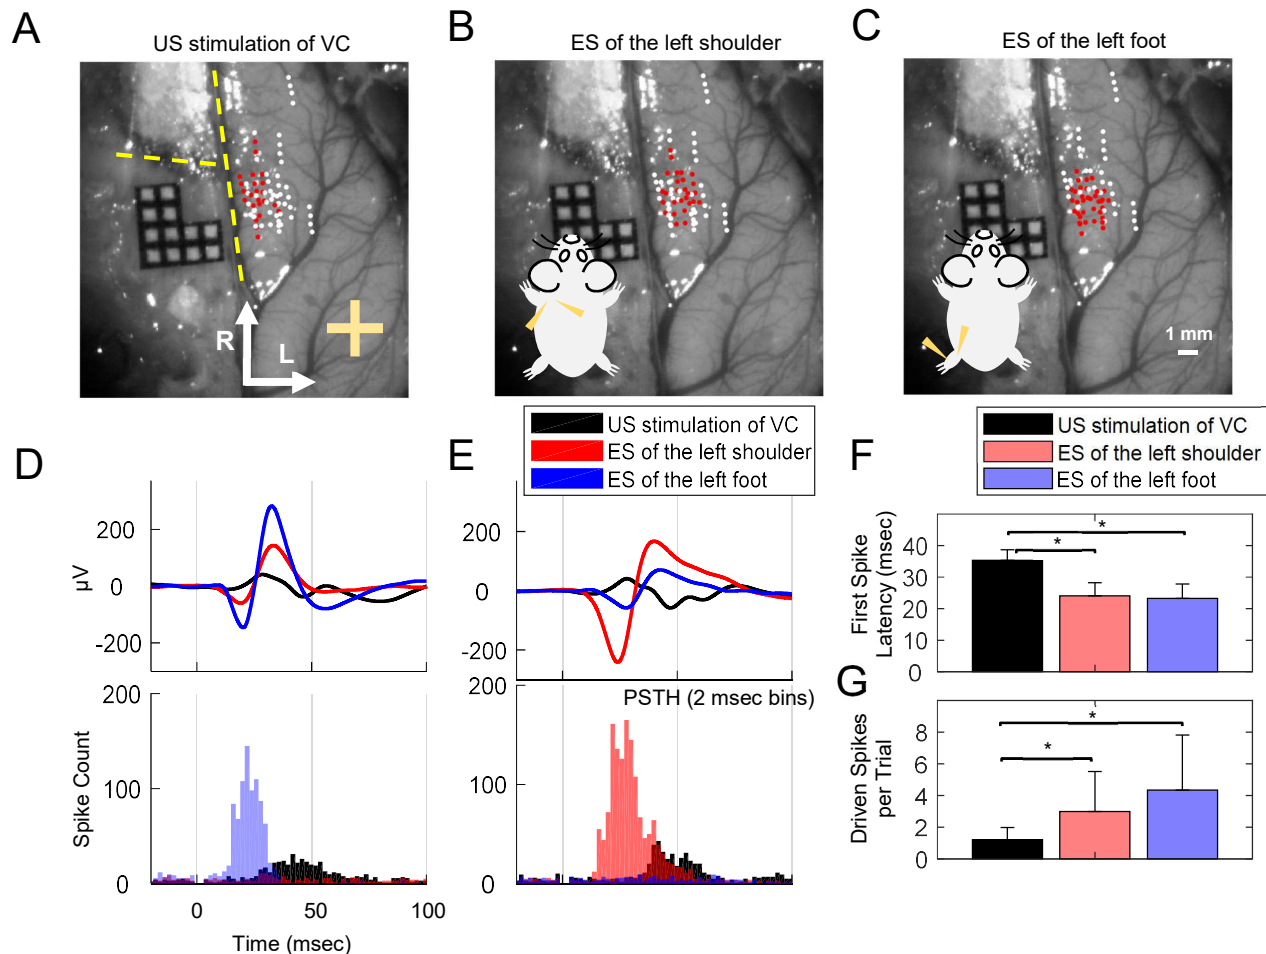 A
US stimulation of VC
B
ES of the left shoulder
C
ES of the left foot
R
L
1 mm
US stimulation of VC
ES of the left shoulder
ES of the left foot
US stimulation of VC
ES of the left shoulder
ES of the left foot
D
µV
200
0
-200
E
200
0
-200
F
First Spike
Latency (msec)
40
30
20
10
0
*
*
200
100
0
Spike Count
0
50
100
Time (msec)
PSTH (2 msec bins)
200
100
0
G
Driven Spikes
per Trial
8
6
4
2
0
*
*